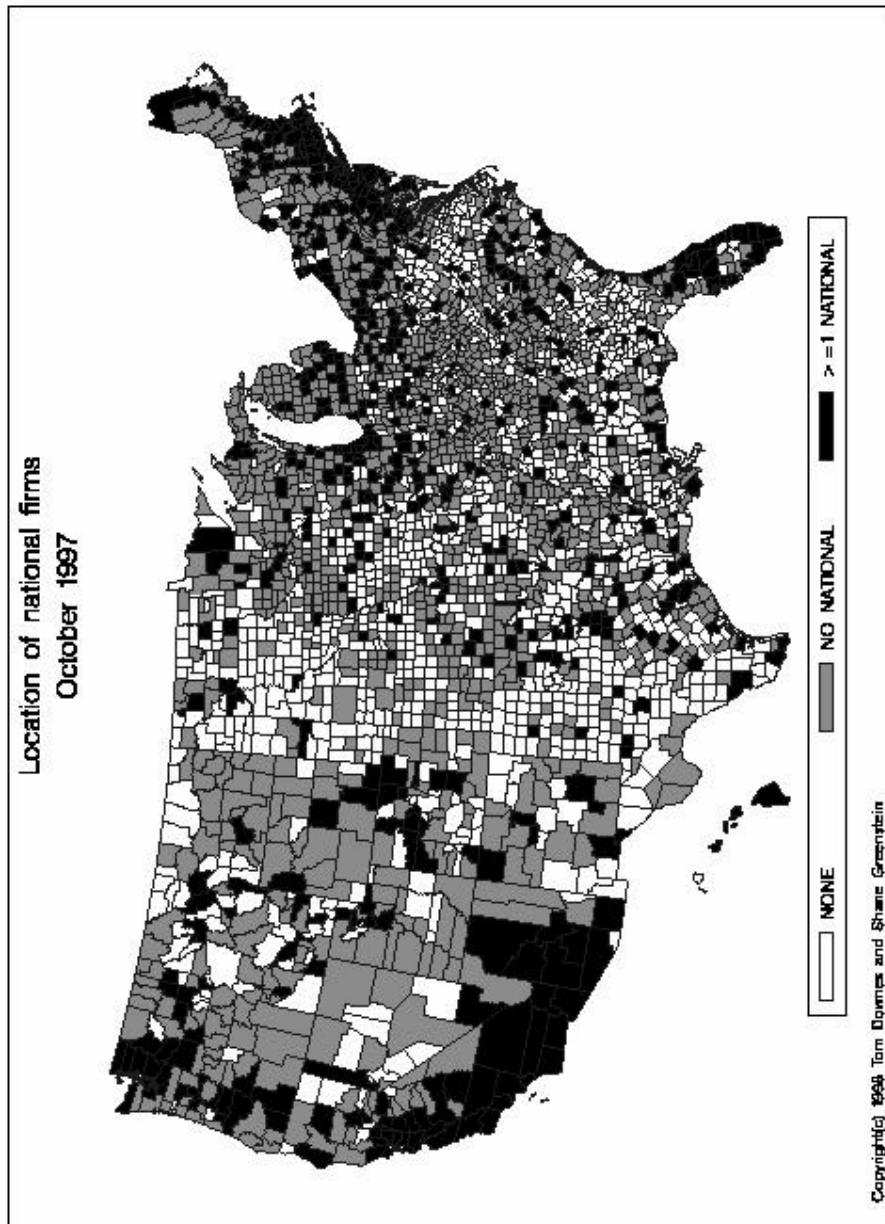 Location of national firms
October 1997
NONE
NO NATIONAL
>=1 NATIONAL
Copyright(c) 1998 Tom Downes and Shane Greenstein